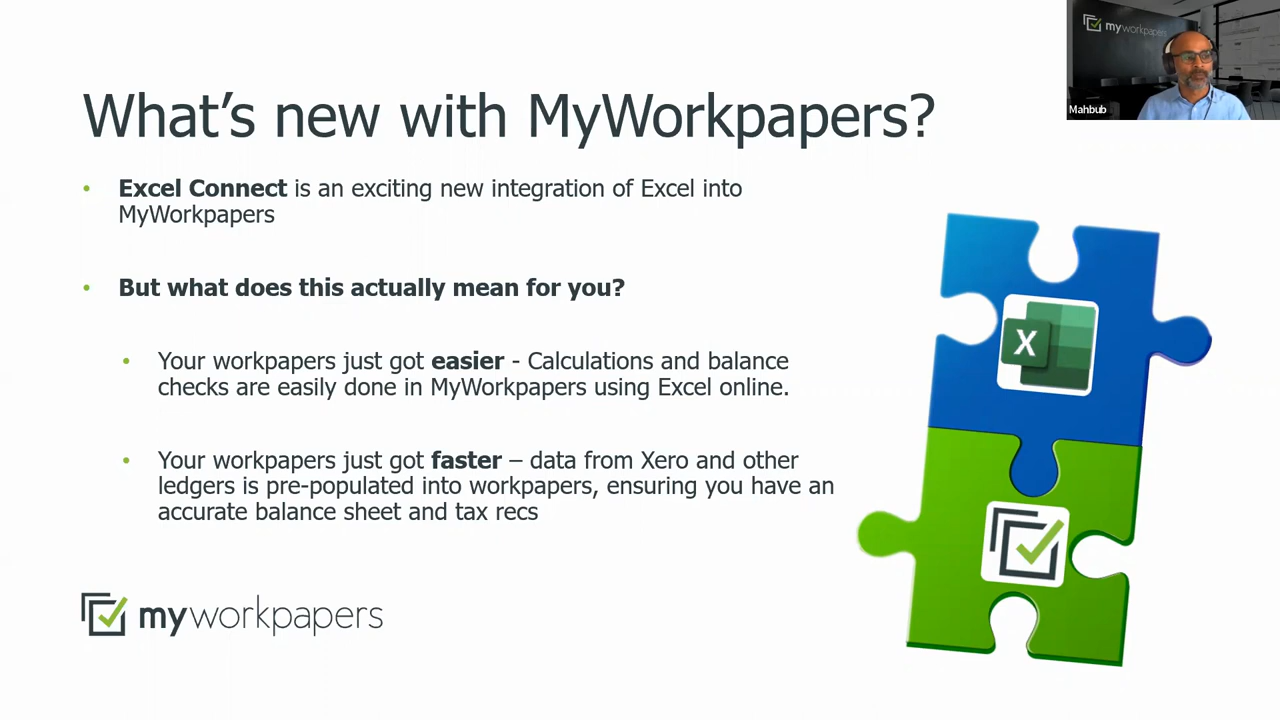 myworkpapers
Mahbub
What's new with MyWorkpapers?
• Excel Connect is an exciting new integration of Excel into
MyWorkpapers
• But what does this actually mean for you?
• Your workpapers just got easier - Calculations and balance
checks are easily done in MyWorkpapers using Excel online.
• Your workpapers just got faster – data from Xero and other
ledgers is pre-populated into workpapers, ensuring you have an
accurate balance sheet and tax recs
X
myworkpapers